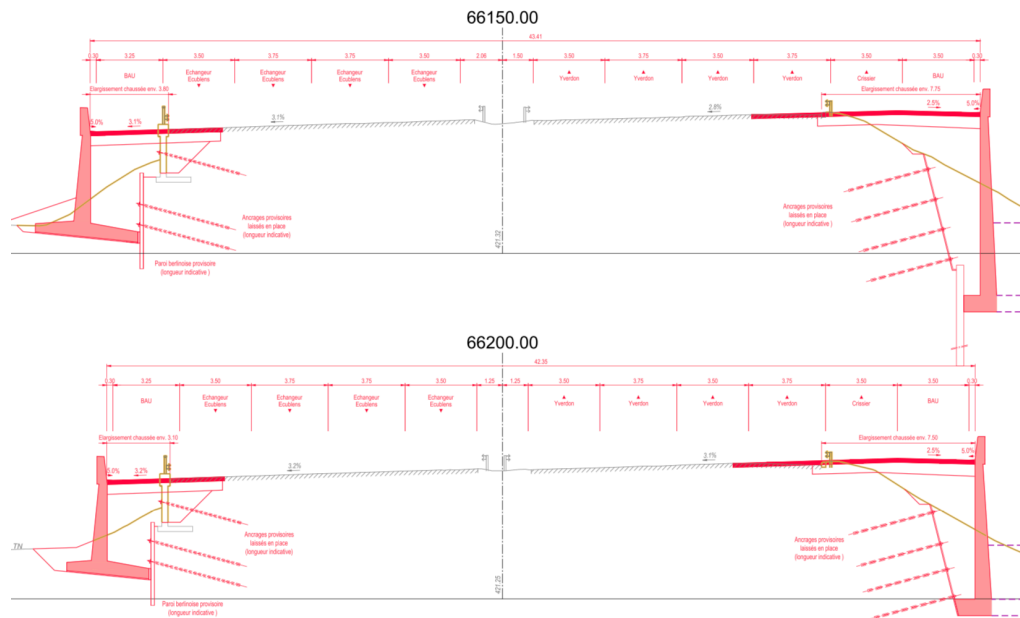 66150.00
43.41
0.30 3.25 3.50 3.75 3.75 3.50 2.08 1.50 3.50 3.75 3.50 3.75 3.50 3.50 0.30
BAU Echangeur Ecublens Echangeur Ecublens Echangeur Ecublens Echangeur Ecublens Yverdon Yverdon Yverdon Yverdon Crissier BAU
Elargissement chaussée env. 3.80
Elargissement chaussée env. 7.75
5.0% 3.1% 3.1% 2.8% 2.5% 5.0%
Ancrages provisoires
laissés en place
(longueur indicative)
Ancrages provisoires
laissés en place
(longueur indicative )
Paroi berlinoise provisoire
(longueur indicative )
421.32
66200.00
42.35
0.30 3.25 3.50 3.75 3.75 3.50 1.25 1.25 3.50 3.75 3.50 3.75 3.50 3.50 0.30
BAU Echangeur Ecublens Echangeur Ecublens Echangeur Ecublens Echangeur Ecublens Yverdon Yverdon Yverdon Yverdon Crissier BAU
Elargissement chaussée env. 3.10
Elargissement chaussée env. 7.50
5.0% 3.2% 3.2% 3.1% 2.5% 5.0%
Ancrages provisoires
laissés en place
(longueur indicative)
Ancrages provisoires
laissés en place
(longueur indicative )
TN
Paroi berlinoise provisoire
(longueur indicative )
421.25